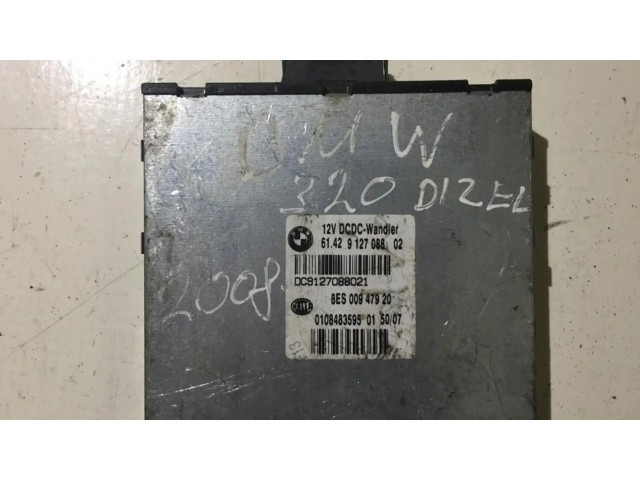 BMW
320 DIZEL
2008.
12V DCDC-Wandler
61.42 9 127 088 02
DC9127088021
8ES 009 479 20
HELLA
0108483595 01 50/07